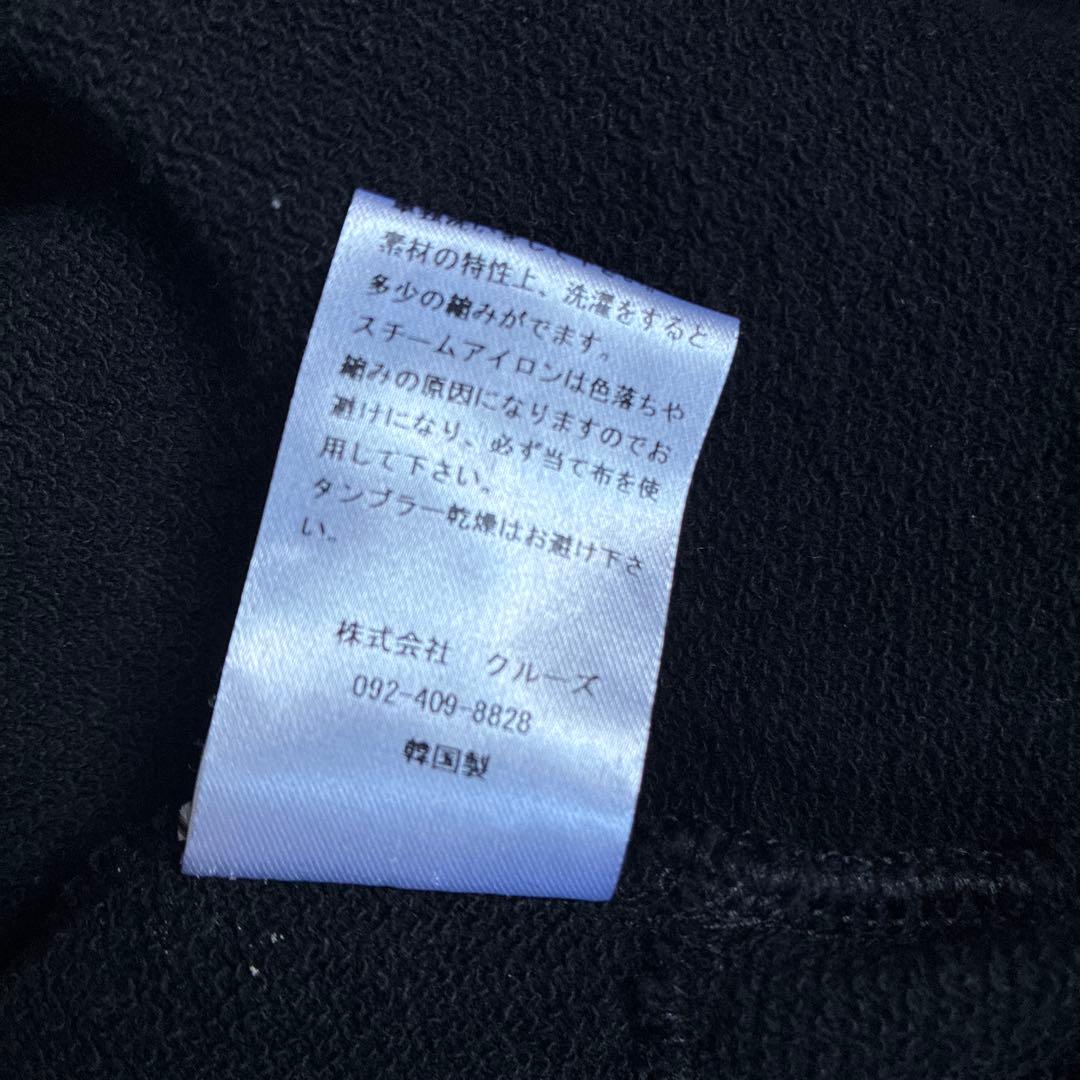 素材の特性上、洗濯をすると
多少の縮みがでます。
スチームアイロンは色落ちや
縮みの原因になりますのでお
避けになり、必ず当て布を使
用して下さい。
タンブラー乾燥はお避け下さ
い。
株式会社　クルーズ
092-409-8828
韓国製